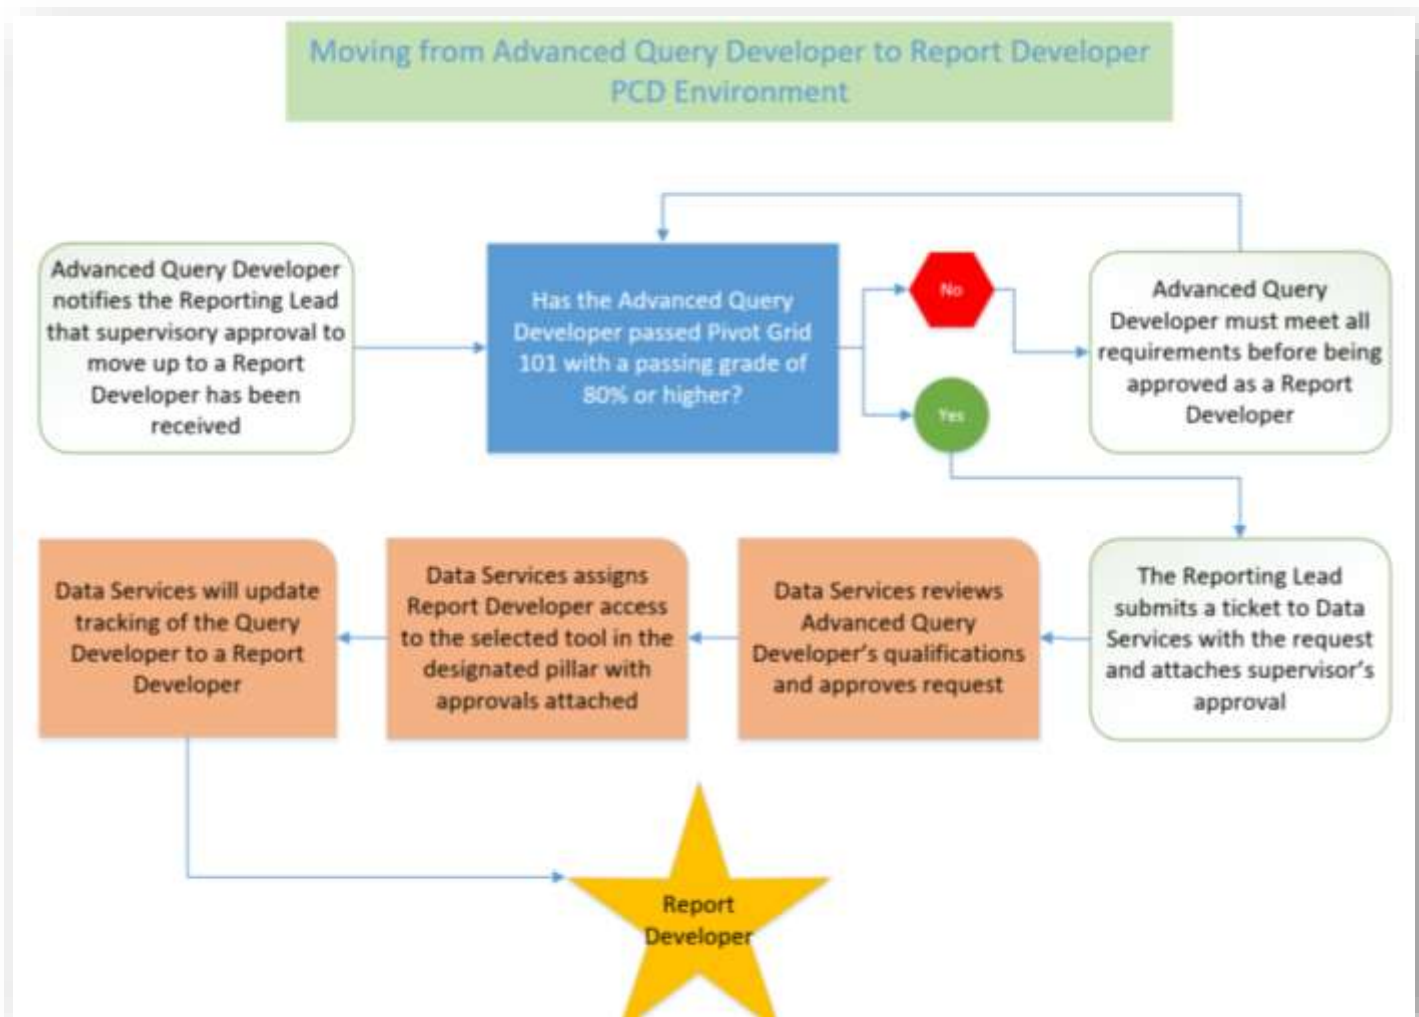 Moving from Advanced Query Developer to Report Developer
PCD Environment
Advanced Query Developer
notifies the Reporting Lead
that supervisory approval to
move up to a Report
Developer has been
received
Has the Advanced Query
Developer passed Pivot Grid
101 with a passing grade of
80% or higher?
No
Yes
Advanced Query
Developer must meet all
requirements before being
approved as a Report
Developer
The Reporting Lead
submits a ticket to Data
Services with the request
and attaches supervisor's
approval
Data Services reviews
Advanced Query
Developer's qualifications
and approves request
Data Services assigns
Report Developer access
to the selected tool in the
designated pillar with
approvals attached
Data Services will update
tracking of the Query
Developer to a Report
Developer
Report
Developer